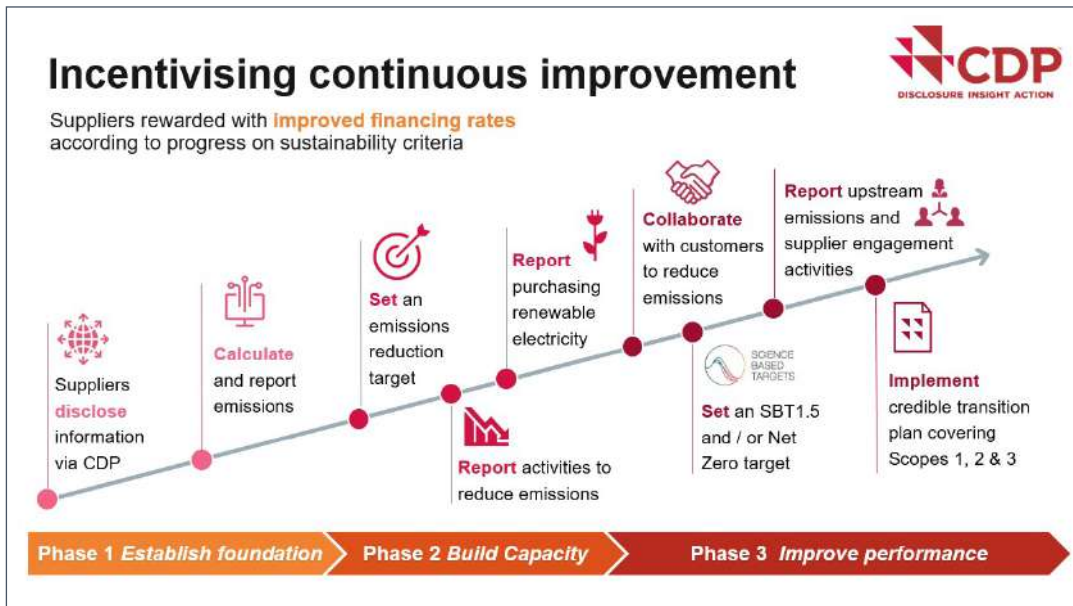 Incentivising continuous improvement
CDP
DISCLOSURE INSIGHT ACTION
Suppliers rewarded with improved financing rates
according to progress on sustainability criteria
Suppliers
disclose
information
via CDP
Calculate
and report
emissions
Set an
emissions
reduction
target
Report activities to
reduce emissions
Report
purchasing
renewable
electricity
Collaborate
with customers
to reduce
emissions
SCIENCE
BASED
TARGETS
Set an SBT1.5
and / or Net
Zero target
Report upstream
emissions and
supplier engagement
activities
Implement
credible transition
plan covering
Scopes 1, 2 & 3
Phase 1 Establish foundation
Phase 2 Build Capacity
Phase 3 Improve performance